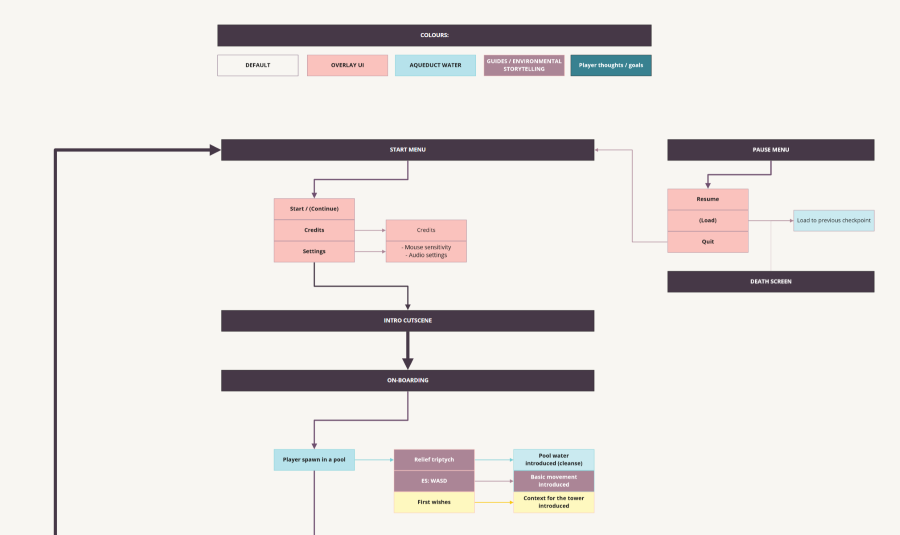 COLOURS:
DEFAULT
OVERLAY UI
AQUEDUCT WATER
GUIDES / ENVIRONMENTAL
STORYTELLING
Player thoughts / goals
START MENU
PAUSE MENU
Start / (Continue)
Credits
Settings
Credits
- Mouse sensitivity
- Audio settings
Resume
(Load)
Quit
Load to previous checkpoint
DEATH SCREEN
INTRO CUTSCENE
ON-BOARDING
Player spawn in a pool
Relief triptych
Pool water
introduced (cleanse)
ES: WASD
Basic movement
introduced
First wishes
Context for the tower
introduced